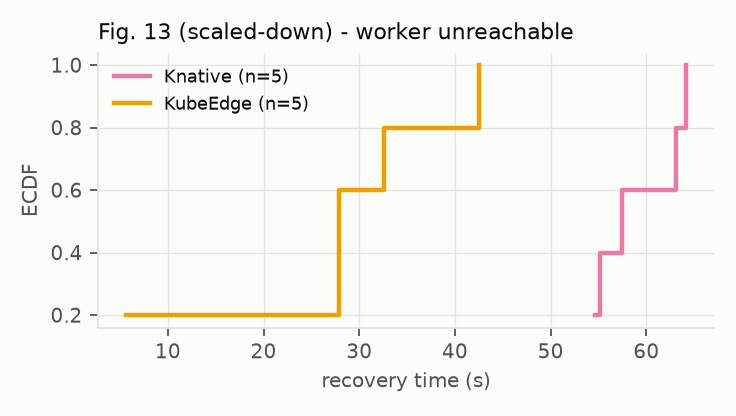 Fig. 13 (scaled-down) - worker unreachable
Knative (n=5)
KubeEdge (n=5)
ECDF
1.0
0.8
0.6
0.4
0.2
10 20 30 40 50 60
recovery time (s)